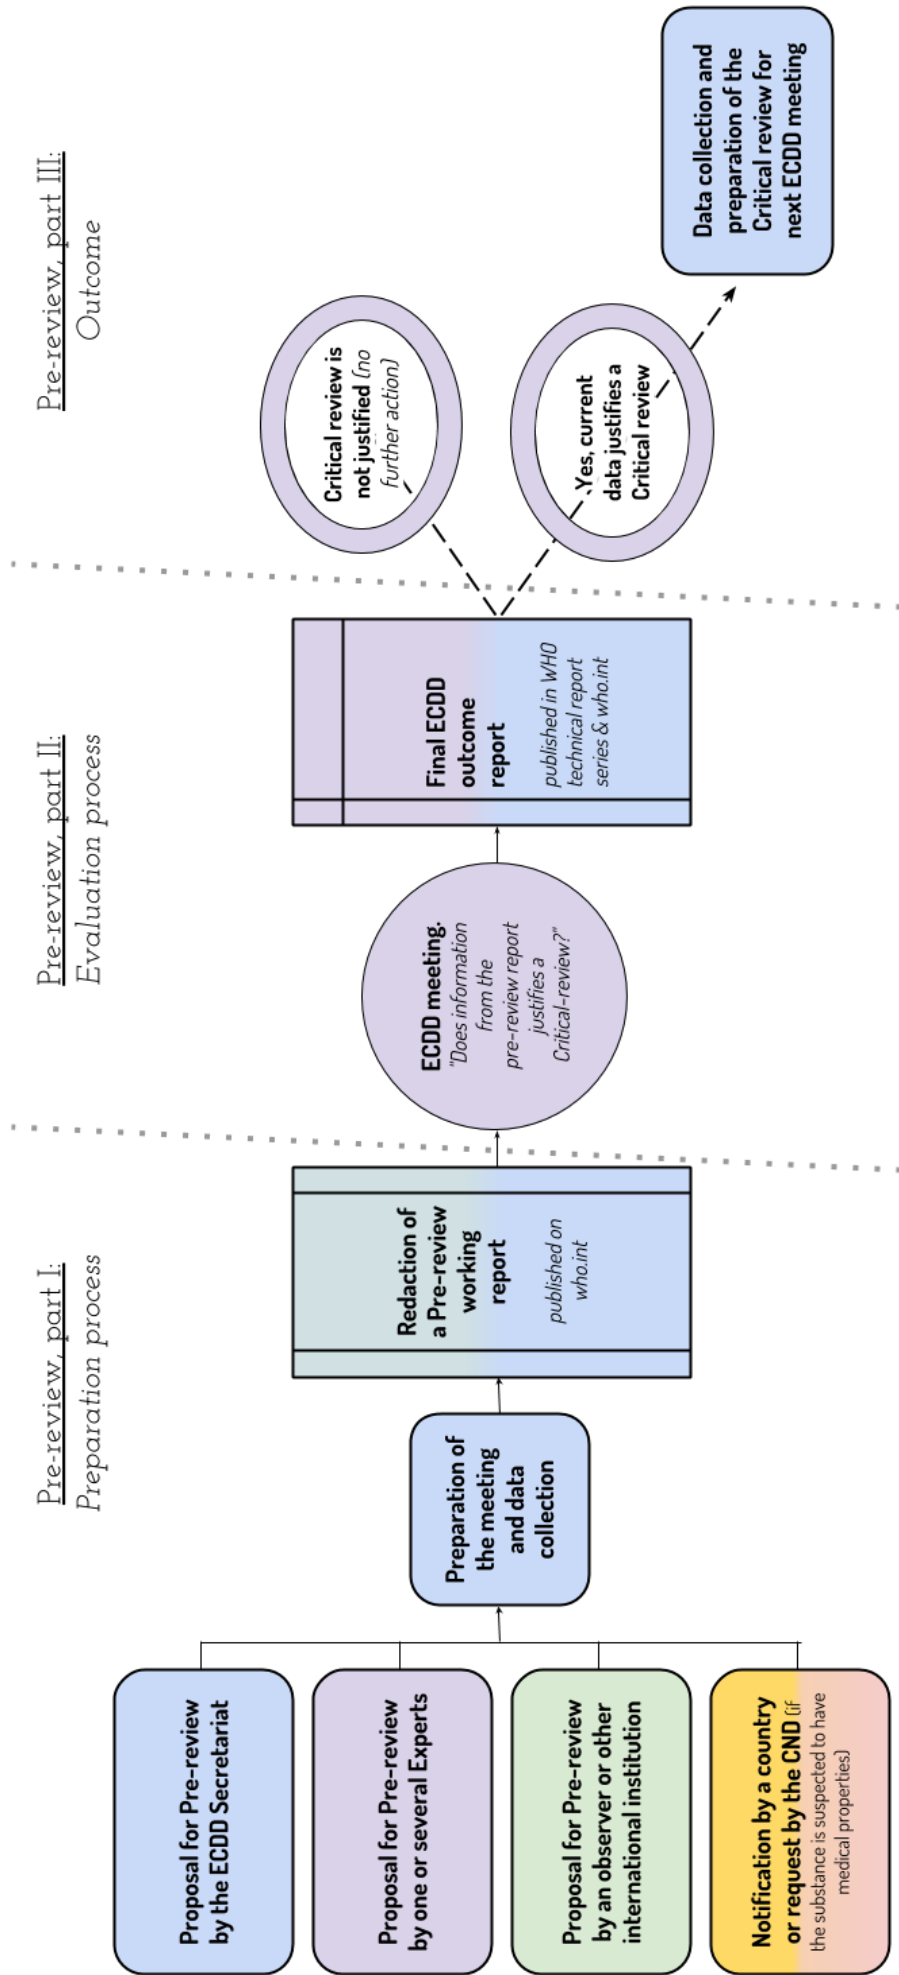 Pre-review, part I:
Preparation process
Proposal for Pre-review
by the ECDD Secretariat
Proposal for Pre-review
by one or several Experts
Proposal for Pre-review
by an observer or other
international institution
Notification by a country
or request by the CND (if
the substance is suspected to have
medical properties)
Preparation of
the meeting
and data
collection
Redaction of
a Pre-review
working
report
published on
who.int
Pre-review, part II:
Evaluation process
ECDD meeting.
"Does information
from the
pre-review report
justifies a
Critical-review?"
Final ECDD
outcome
report
published in WHO
technical report
series & who.int
Pre-review, part III:
Outcome
Critical review is
not justified (no
further action)
Yes, current
data justifies a
Critical review
Data collection and
preparation of the
Critical review for
next ECDD meeting